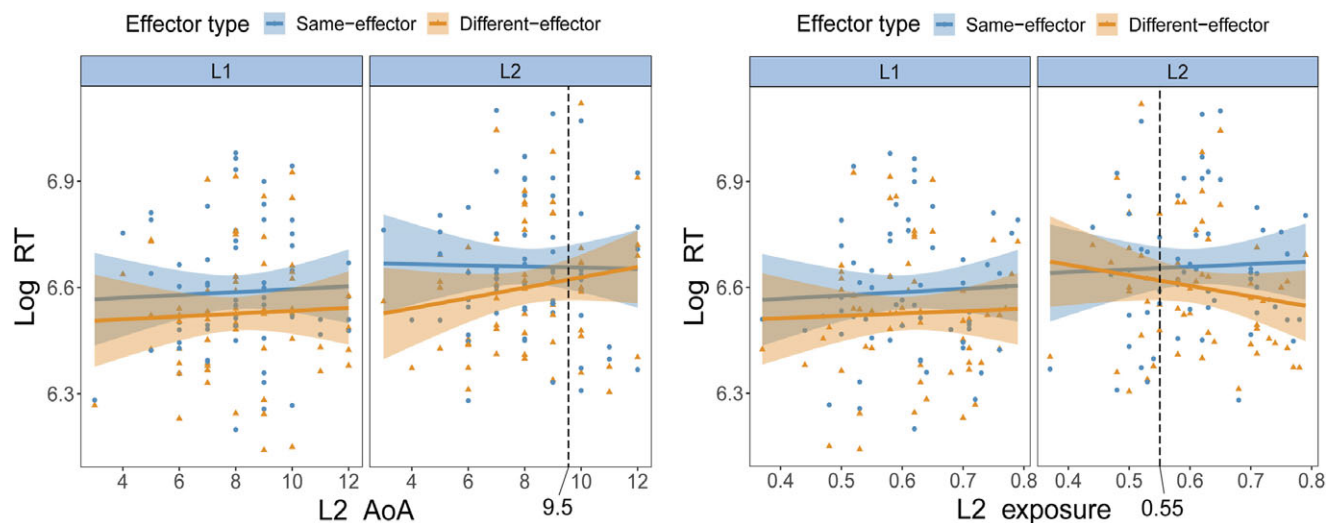 Effector type Same-effector Different-effector
L1 L2
Log RT
6.9
6.6
6.3
4 6 8 10 12 4 6 8 10 12
L2 AoA 9.5
Effector type Same-effector Different-effector
L1 L2
Log RT
6.9
6.6
6.3
0.4 0.5 0.6 0.7 0.8 0.4 0.5 0.6 0.7 0.8
L2 exposure 0.55